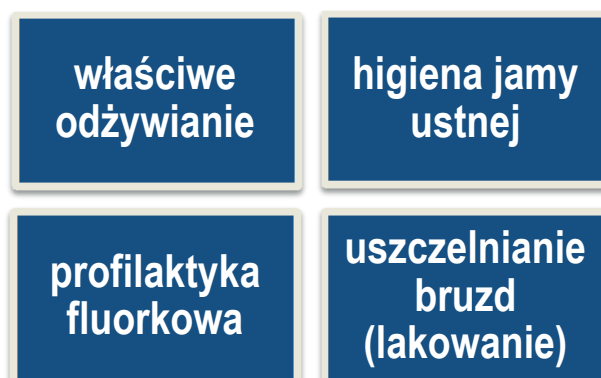 właściwe
odżywianie
higiena jamy
ustnej
profilaktyka
fluorkowa
uszczelnianie
bruzd
(lakowanie)